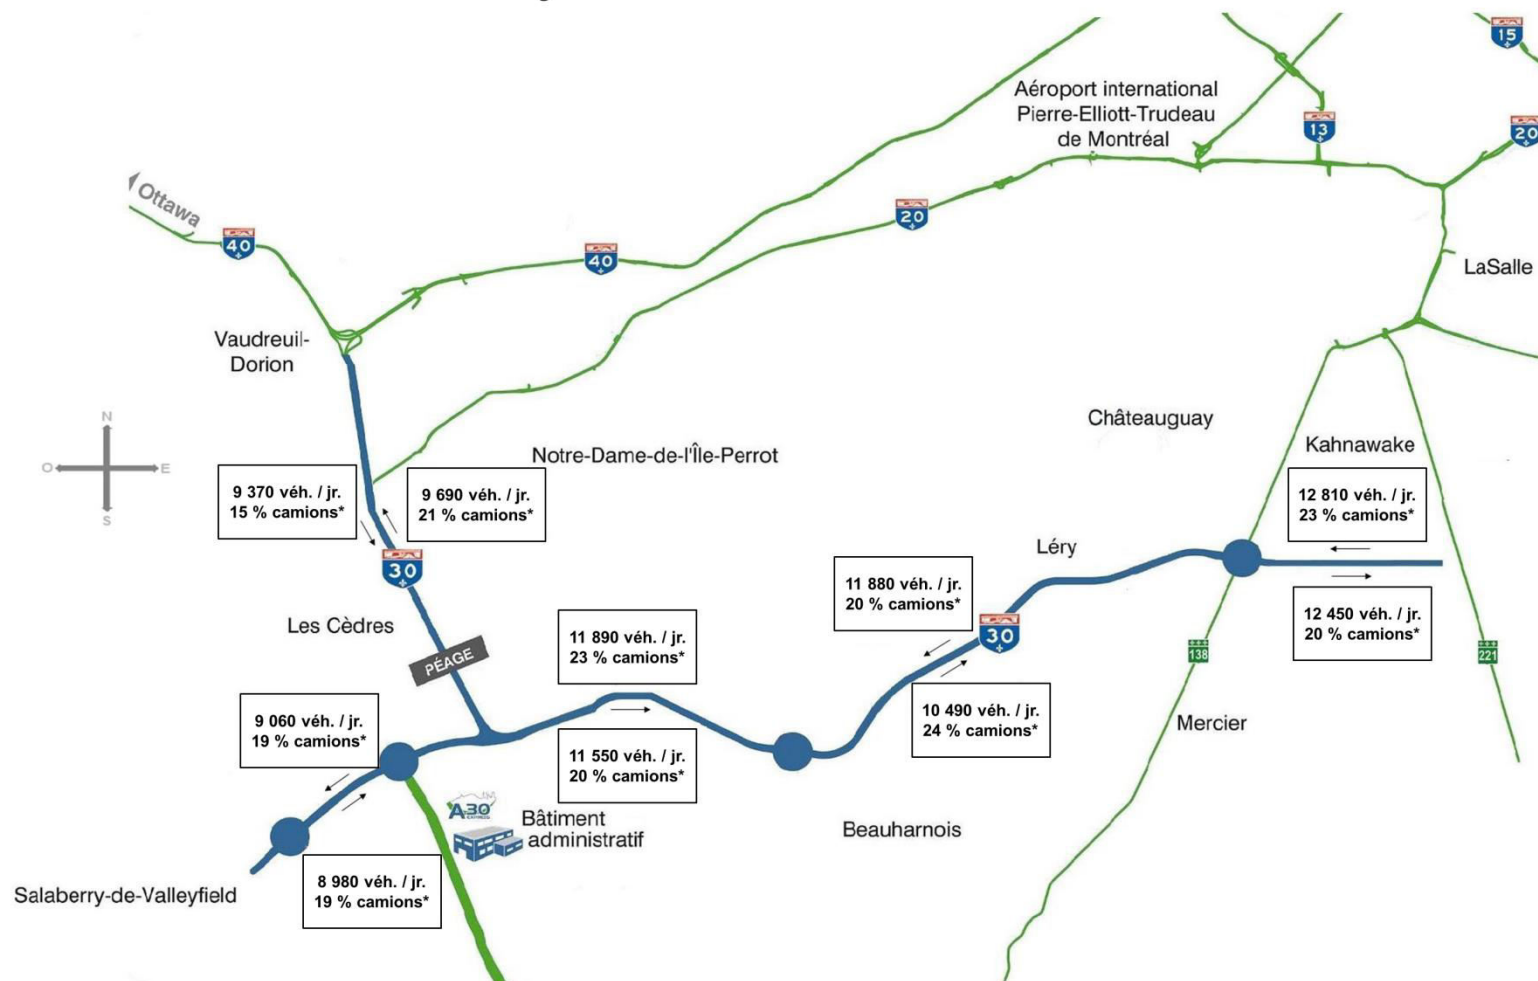 15
Aéroport international
Pierre-Elliott-Trudeau
de Montréal
13
20
Ottawa
40
20
40
LaSalle
Vaudreuil-
Dorion
Châteauguay
N
O
E
S
Notre-Dame-de-l'Île-Perrot
Kahnawake
9 370 véh. / jr.
15 % camions*
9 690 véh. / jr.
21 % camions*
12 810 véh. / jr.
23 % camions*
Léry
30
11 880 véh. / jr.
20 % camions*
12 450 véh. / jr.
20 % camions*
Les Cèdres
11 890 véh. / jr.
23 % camions*
30
PÉAGE
138
221
9 060 véh. / jr.
19 % camions*
10 490 véh. / jr.
24 % camions*
Mercier
11 550 véh. / jr.
20 % camions*
A30
EXPRESS
Bâtiment
administratif
Beauharnois
8 980 véh. / jr.
19 % camions*
Salaberry-de-Valleyfield